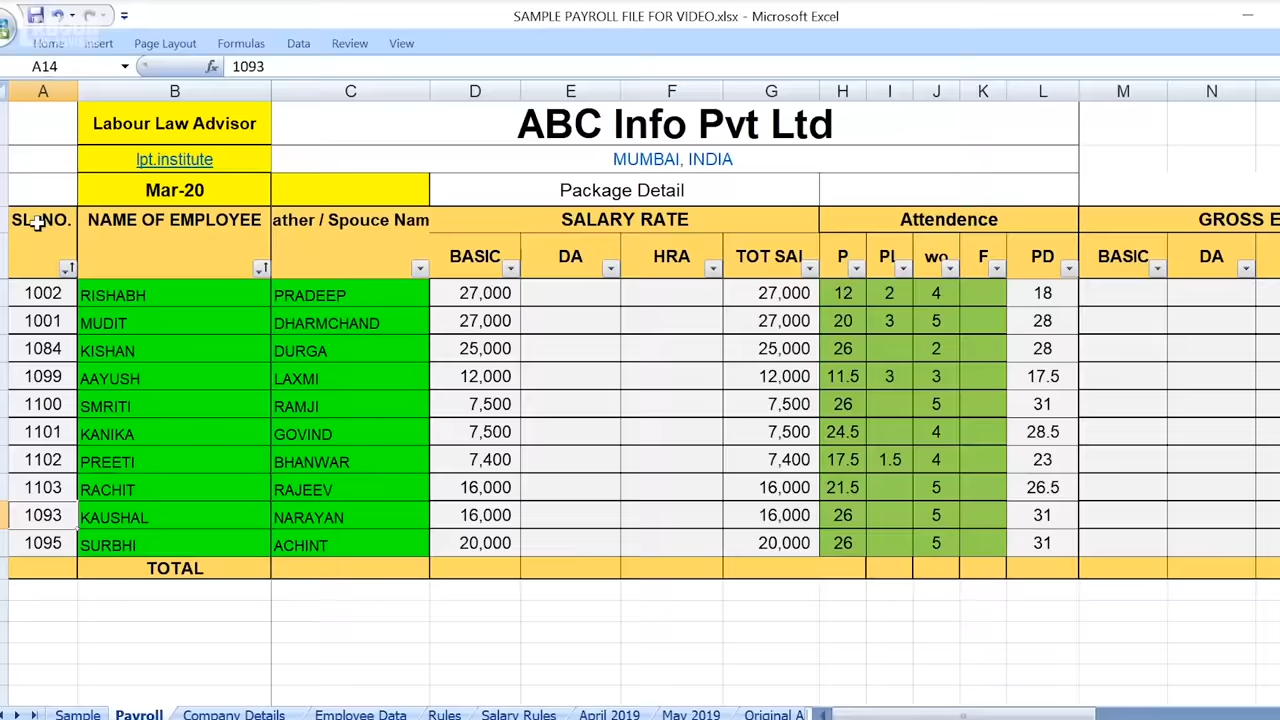 SAMPLE PAYROLL FILE FOR VIDEO.xlsx - Microsoft Excel
Home Insert Page Layout Formulas Data Review View
A14 fx 1093
A B C D E F G H I J K L M N
Labour Law Advisor ABC Info Pvt Ltd
lpt.institute MUMBAI, INDIA
Mar-20 Package Detail
SL. NO. NAME OF EMPLOYEE ather / Spouce Nam SALARY RATE Attendence GROSS E
BASIC DA HRA TOT SAL P PL wo F PD BASIC DA
1002 RISHABH PRADEEP 27,000 27,000 12 2 4 18
1001 MUDIT DHARMCHAND 27,000 27,000 20 3 5 28
1084 KISHAN DURGA 25,000 25,000 26 2 28
1099 AAYUSH LAXMI 12,000 12,000 11.5 3 3 17.5
1100 SMRITI RAMJI 7,500 7,500 26 5 31
1101 KANIKA GOVIND 7,500 7,500 24.5 4 28.5
1102 PREETI BHANWAR 7,400 7,400 17.5 1.5 4 23
1103 RACHIT RAJEEV 16,000 16,000 21.5 5 26.5
1093 KAUSHAL NARAYAN 16,000 16,000 26 5 31
1095 SURBHI ACHINT 20,000 20,000 26 5 31
TOTAL
Sample Payroll Company Details Employee Data Rules Salary Rules April 2019 May 2019 Original A